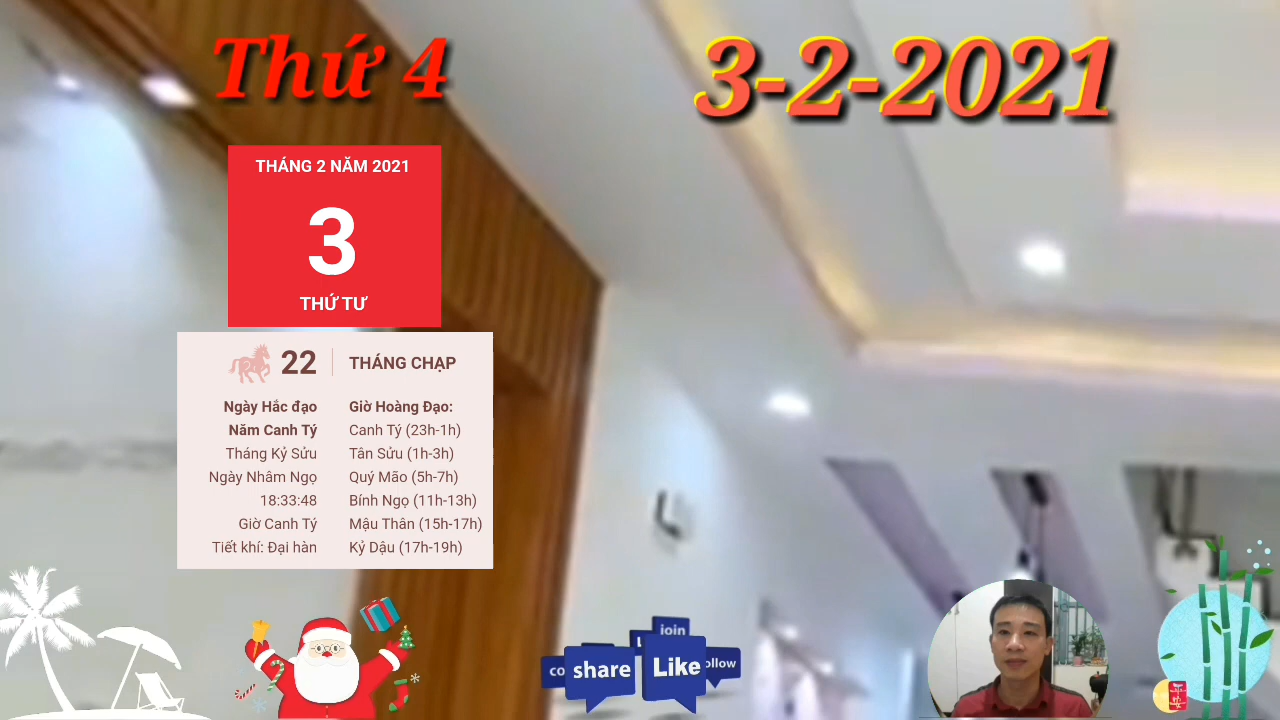 Thứ 4
3-2-2021
THÁNG 2 NĂM 2021
3
THỨ TƯ
22
THÁNG CHẠP
Ngày Hắc đạo
Năm Canh Tý
Tháng Kỷ Sửu
Ngày Nhâm Ngọ
18:33:48
Giờ Canh Tý
Tiết khí: Đại hàn
Giờ Hoàng Đạo:
Canh Tý (23h-1h)
Tân Sửu (1h-3h)
Quý Mão (5h-7h)
Bính Ngọ (11h-13h)
Mậu Thân (15h-17h)
Kỷ Dậu (17h-19h)
join
share
Like
ollow
co